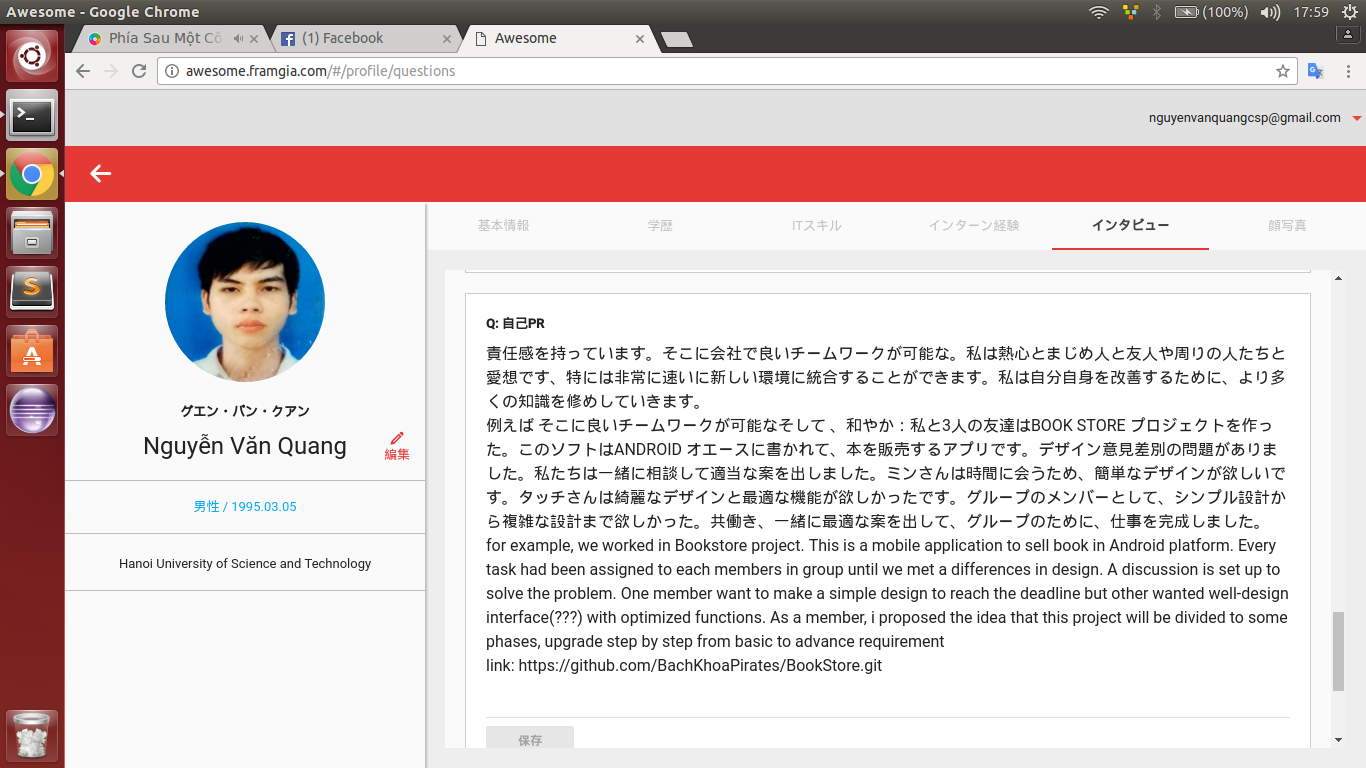 Awesome - Google Chrome
(100%)
17:59
Phía Sau Một Cô
(1) Facebook
Awesome
awesome.framgia.com/#/profile/questions
nguyenvanquangcsp@gmail.com
グエン・バン・クアン
Nguyễn Văn Quang
編集
男性 / 1995.03.05
Hanoi University of Science and Technology
基本情報
学歴
ITスキル
インターン経験
インタビュー
顔写真
Q: 自己PR
責任感を持っています。そこに会社で良いチームワークが可能な。私は熱心とまじめ人と友人や周りの人たちと
愛想です、特には非常に速いに新しい環境に統合することができます。私は自分自身を改善するために、より多
くの知識を修めしていきます。
例えば そこに良いチームワークが可能なそして 、和やか：私と3人の友達はBOOK STORE プロジェクトを作っ
た。このソフトはANDROID オエースに書かれて、本を販売するアプリです。デザイン意見差別の問題がありま
した。私たちは一緒に相談して適当な案を出しました。ミンさんは時間に会うため、簡単なデザインが欲しいで
す。タッチさんは綺麗なデザインと最適な機能が欲しかったです。グループのメンバーとして、シンプル設計か
ら複雑な設計まで欲しかった。共働き、一緒に最適な案を出して、グループのために、仕事を完成しました。
for example, we worked in Bookstore project. This is a mobile application to sell book in Android platform. Every
task had been assigned to each members in group until we met a differences in design. A discussion is set up to
solve the problem. One member want to make a simple design to reach the deadline but other wanted well-design
interface(???) with optimized functions. As a member, i proposed the idea that this project will be divided to some
phases, upgrade step by step from basic to advance requirement
link: https://github.com/BachKhoaPirates/BookStore.git
保存